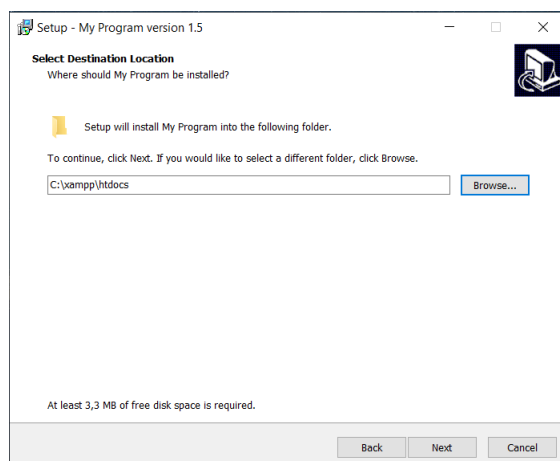 Setup - My Program version 1.5
Select Destination Location
Where should My Program be installed?
Setup will install My Program into the following folder.
To continue, click Next. If you would like to select a different folder, click Browse.
C:\xampp\htdocs
Browse...
At least 3,3 MB of free disk space is required.
Back
Next
Cancel